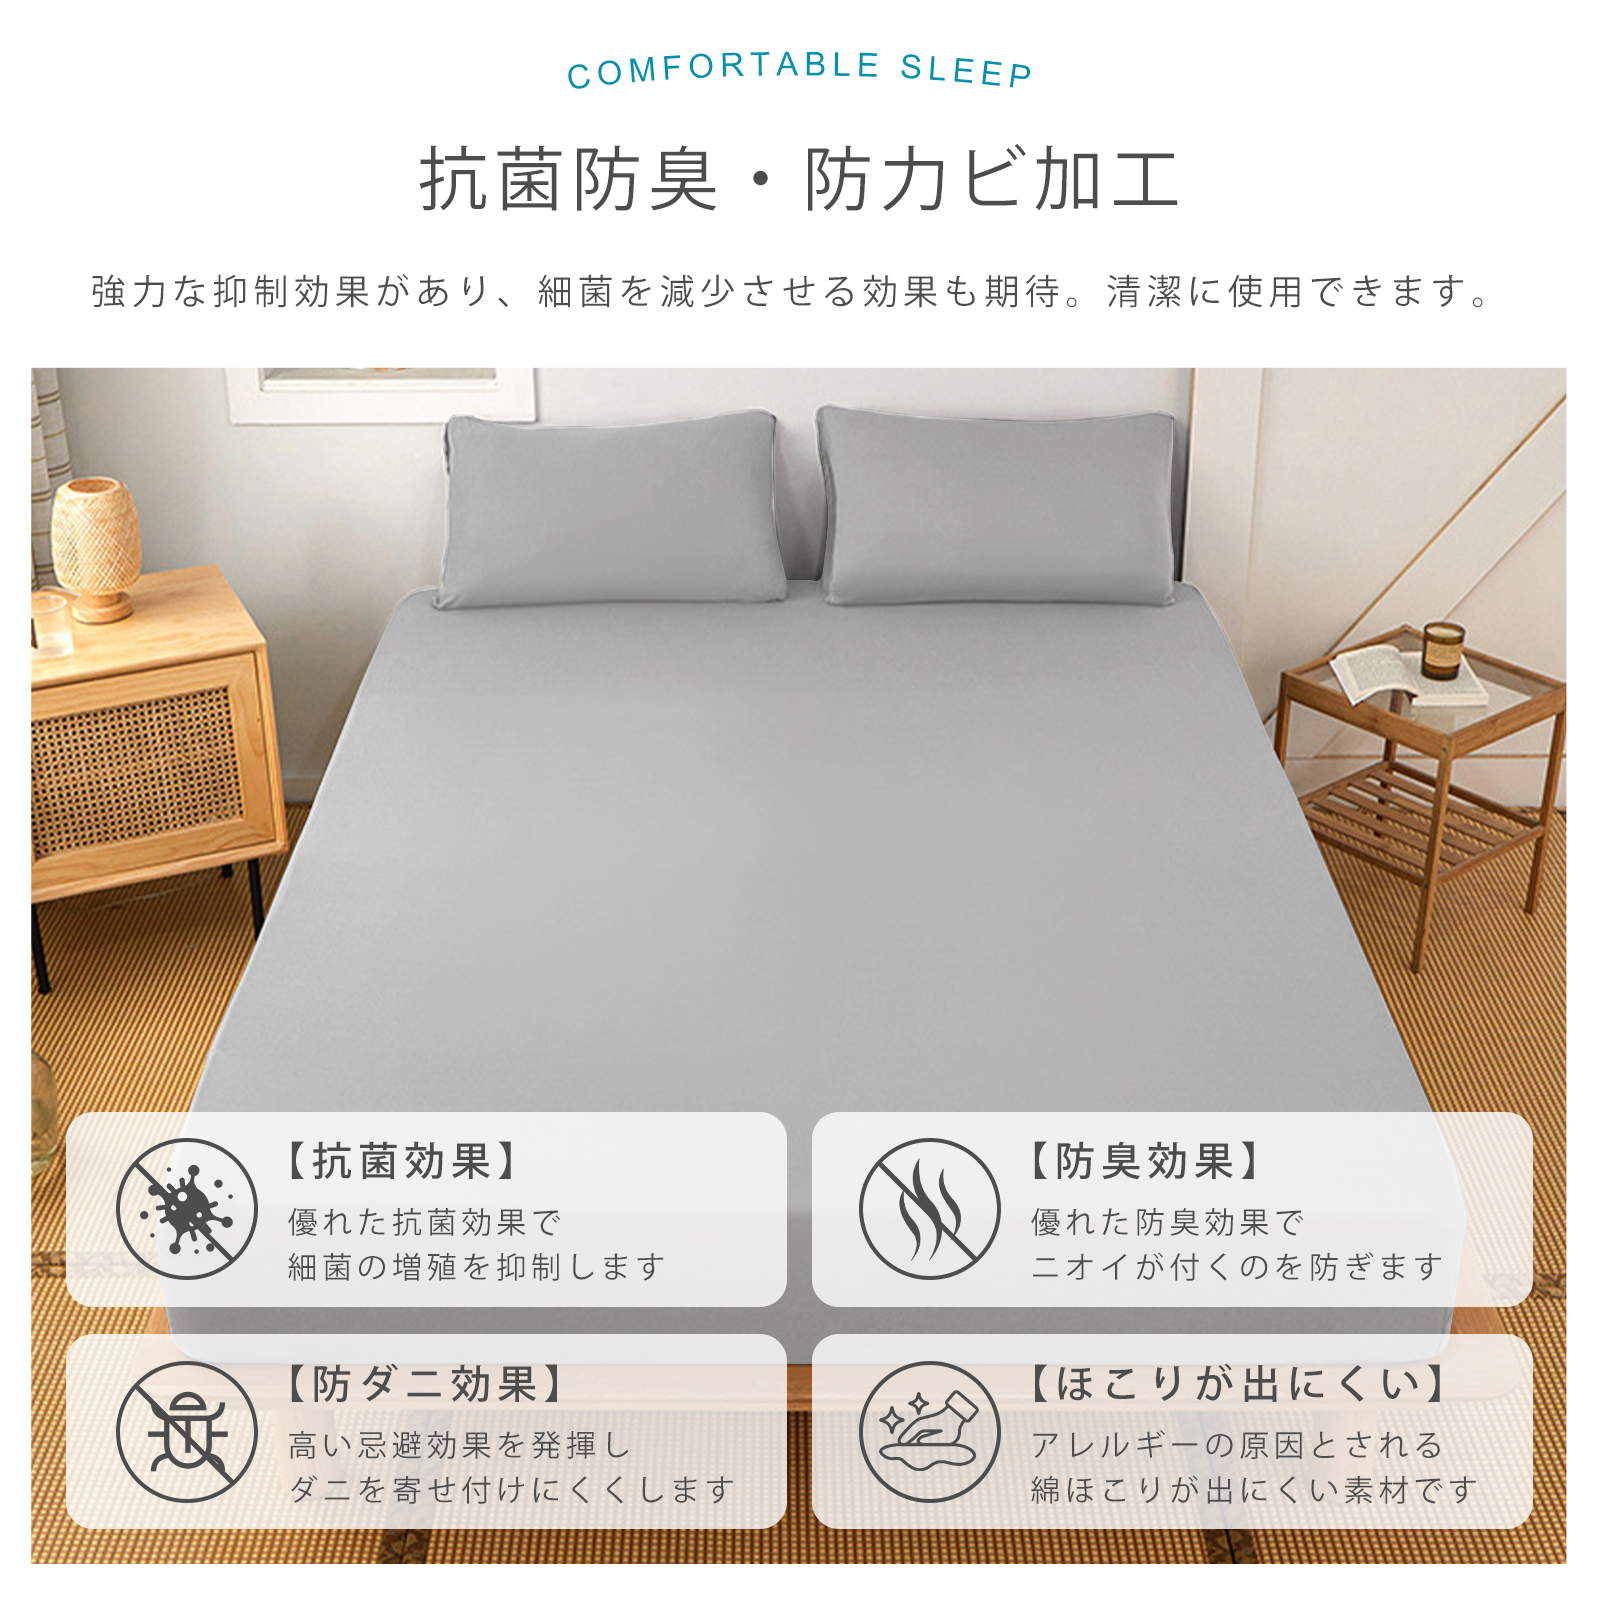 COMFORTABLE SLEEP
抗菌防臭・防カビ加工
強力な抑制効果があり、細菌を減少させる効果も期待。清潔に使用できます。
【抗菌効果】
優れた抗菌効果で
細菌の増殖を抑制します
【防臭効果】
優れた防臭効果で
ニオイが付くのを防ぎます
【防ダニ効果】
高い忌避効果を発揮し
ダニを寄せ付けにくくします
【ほこりが出にくい】
アレルギーの原因とされる
綿ほこりが出にくい素材です